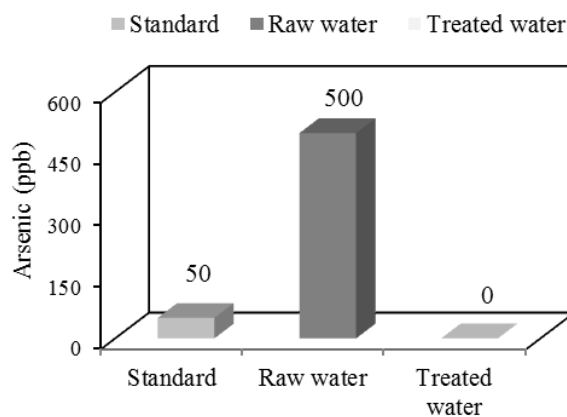 Standard Raw water Treated water
600
450
300
150
0
Arsenic (ppb)
50
500
0
Standard Raw water Treated
water